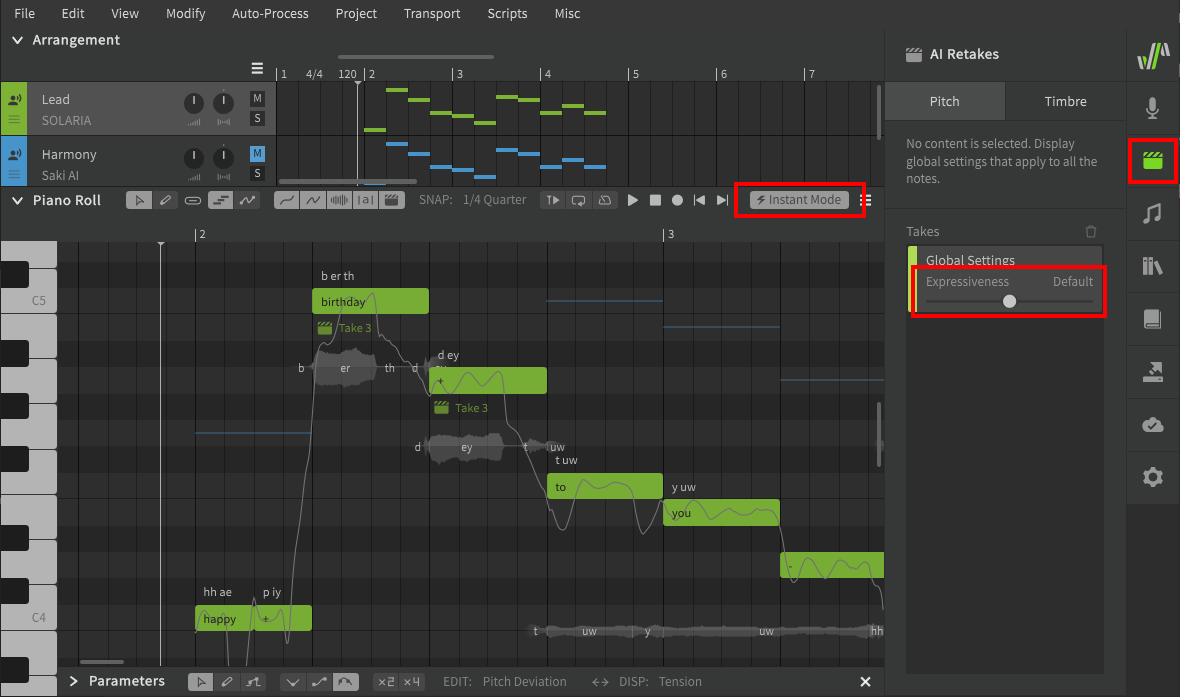 File Edit View Modify Auto-Process Project Transport Scripts Misc
Arrangement
1 4/4 120 2 3 4 5 6 7
Lead M
SOLARIA S
Harmony M
Saki AI S
Piano Roll SNAP: 1/4 Quarter Instant Mode
2 3
b er th
C5 birthday
Take 3
d ey
b er th d
+
Take 3
d ey t uw
t uw
to y uw
you
-
hh ae p iy
C4 happy +
t uw y uw hh
Parameters ×2 ×4 EDIT: Pitch Deviation DISP: Tension
AI Retakes
Pitch Timbre
No content is selected. Display
global settings that apply to all the
notes.
Takes
Global Settings
Expressiveness Default